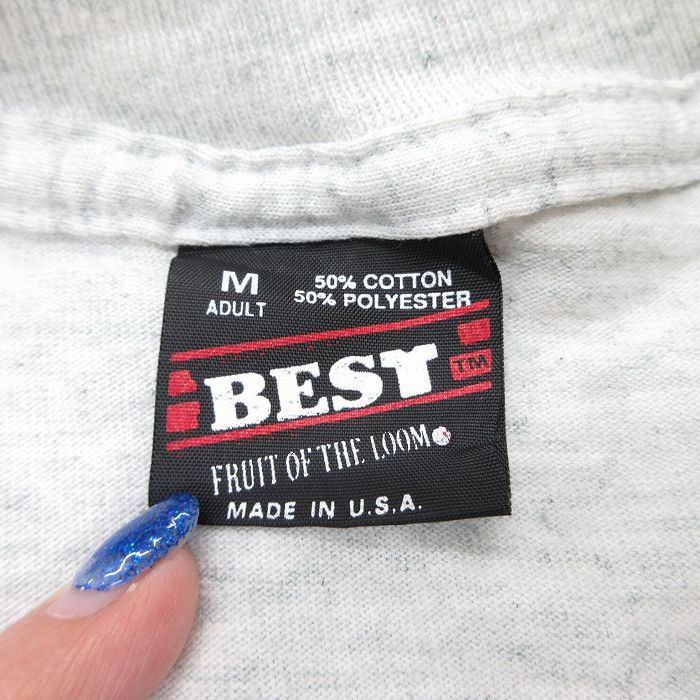 M
ADULT
50% COTTON
50% POLYESTER
BEST TM
FRUIT OF THE LOOM
MADE IN U.S.A.